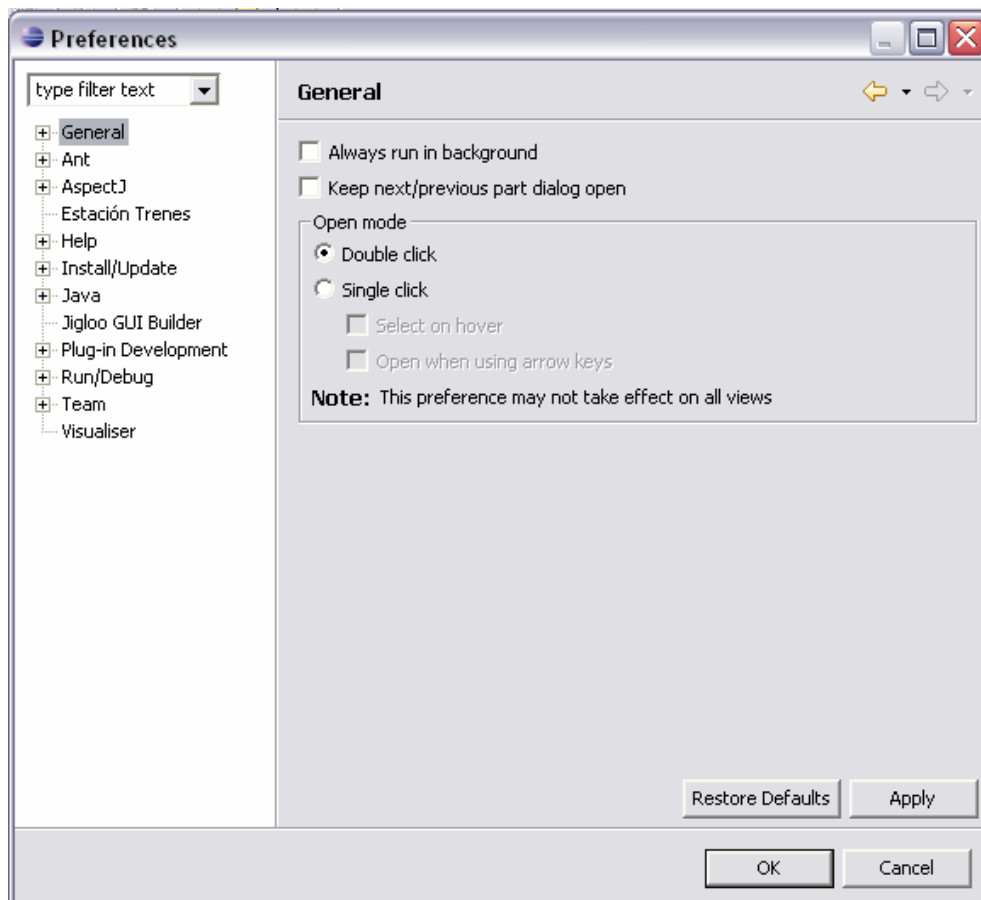 Preferences
type filter text
General
Ant
AspectJ
Estación Trenes
Help
Install/Update
Java
Jigloo GUI Builder
Plug-in Development
Run/Debug
Team
Visualiser
General
Always run in background
Keep next/previous part dialog open
Open mode
Double click
Single click
Select on hover
Open when using arrow keys
Note: This preference may not take effect on all views
Restore Defaults
Apply
OK
Cancel